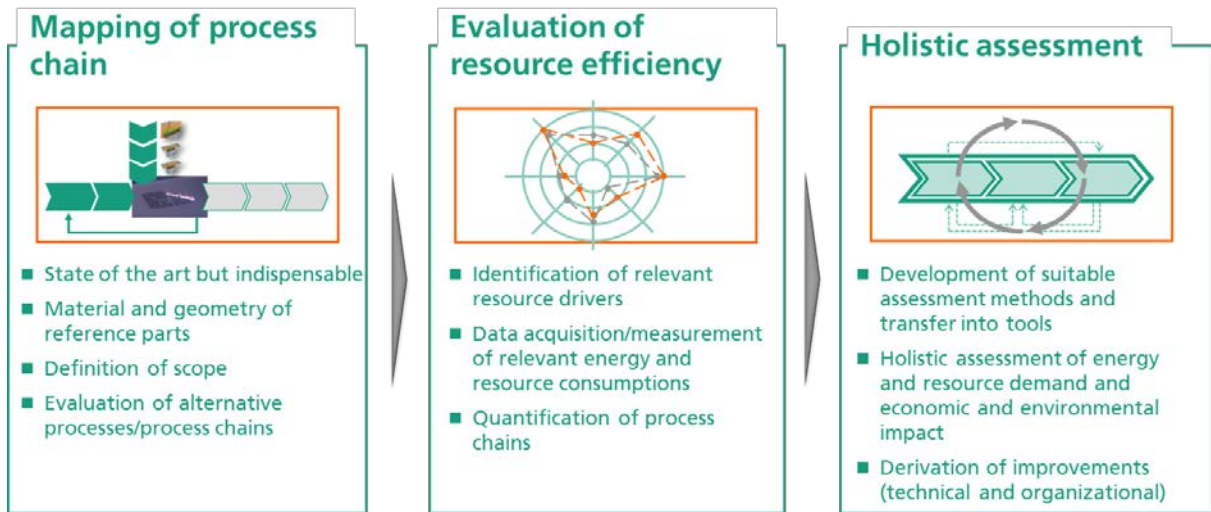 Mapping of process
chain
■ State of the art but indispensable
■ Material and geometry of
reference parts
■ Definition of scope
■ Evaluation of alternative
processes/process chains
Evaluation of
resource efficiency
■ Identification of relevant
resource drivers
■ Data acquisition/measurement
of relevant energy and
resource consumptions
■ Quantification of process
chains
Holistic assessment
■ Development of suitable
assessment methods and
transfer into tools
■ Holistic assessment of energy
and resource demand and
economic and environmental
impact
■ Derivation of improvements
(technical and organizational)